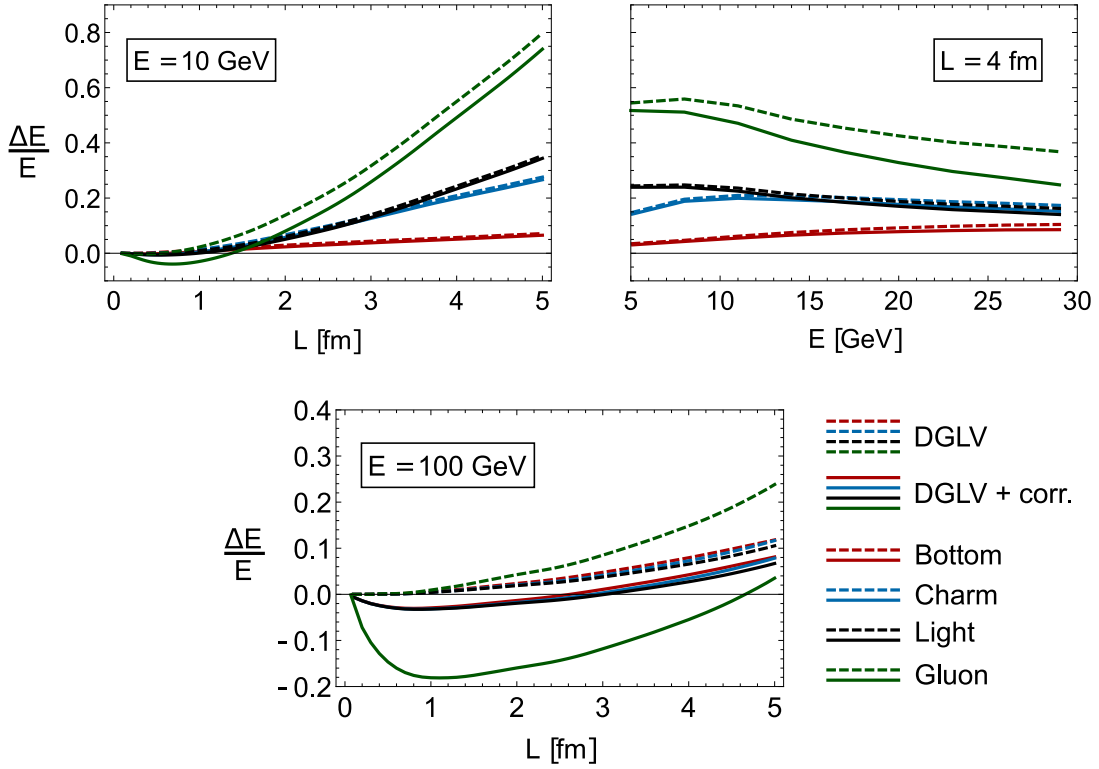 E = 10 GeV
ΔE
E
0.8
0.6
0.4
0.2
0.0
0 1 2 3 4 5
L [fm]
L = 4 fm
5 10 15 20 25 30
E [GeV]
E = 100 GeV
ΔE
E
0.4
0.3
0.2
0.1
0.0
-0.1
-0.2
0 1 2 3 4 5
L [fm]
DGLV
DGLV + corr.
Bottom
Charm
Light
Gluon